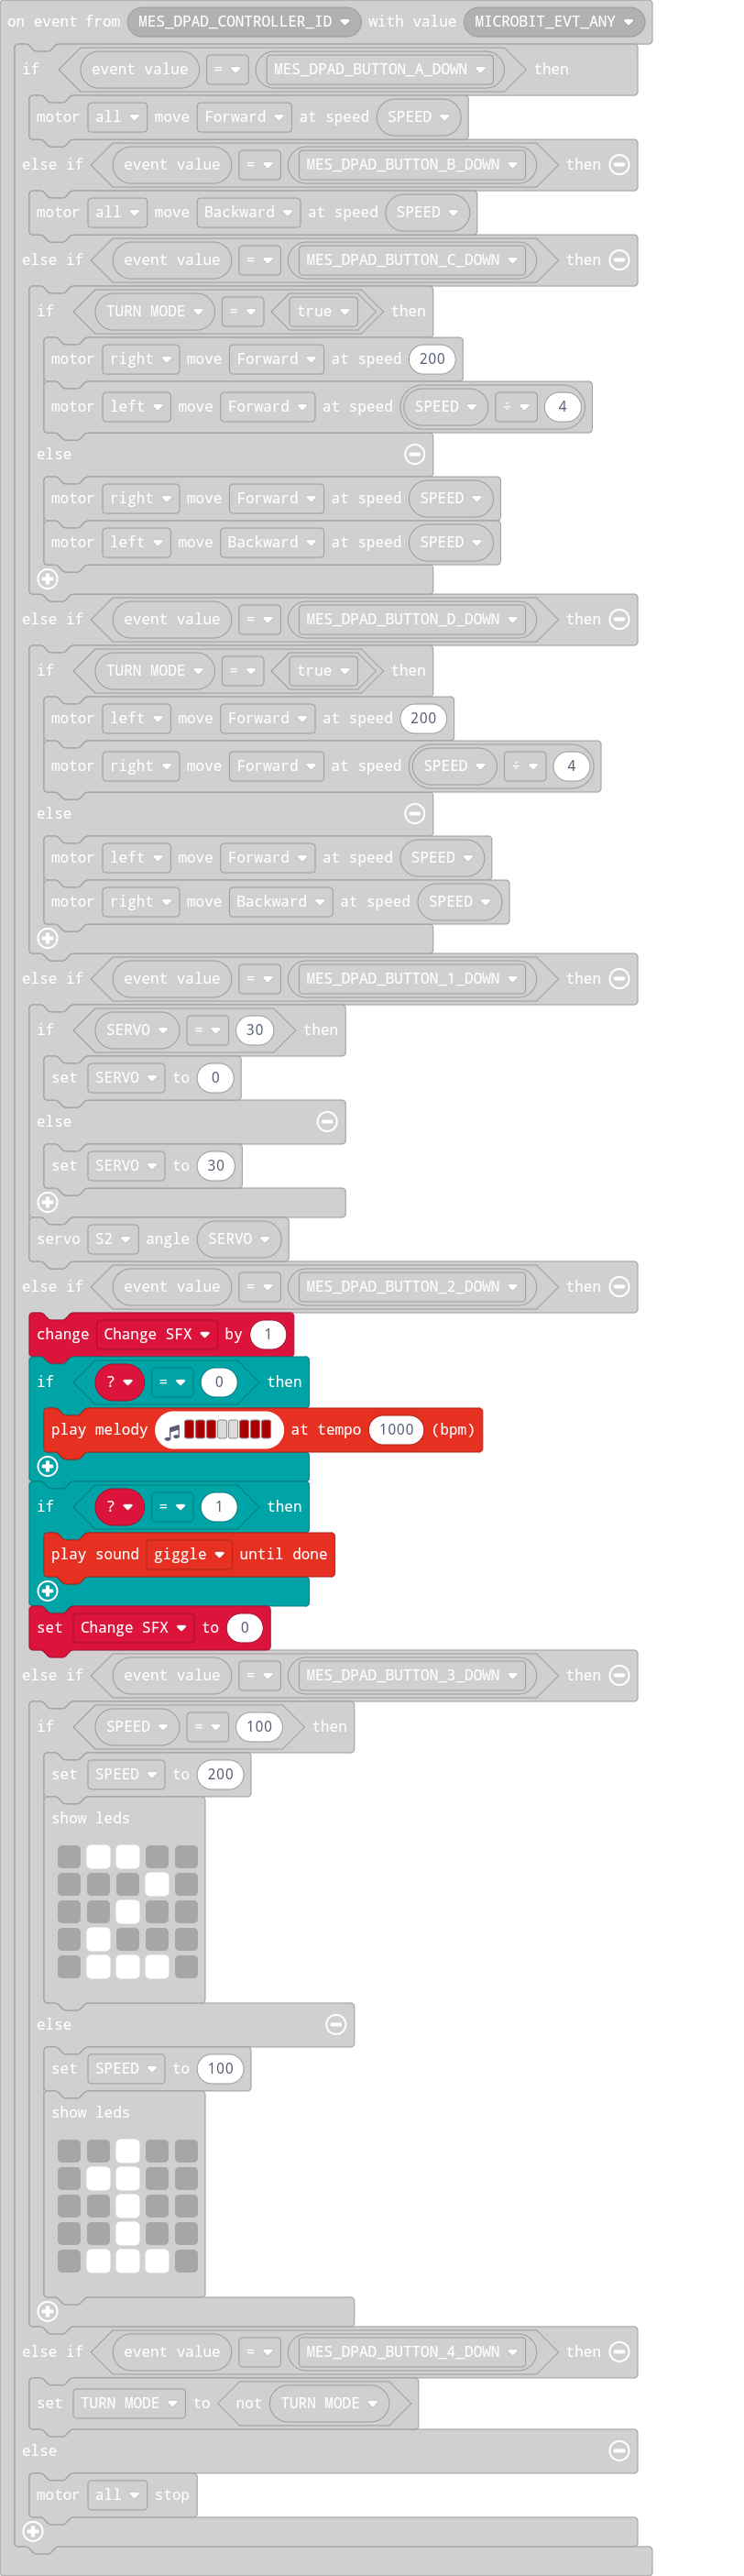 on event from MES_DPAD_CONTROLLER_ID with value MICROBIT_EVT_ANY
if event value = MES_DPAD_BUTTON_A_DOWN then
motor all move Forward at speed SPEED
else if event value = MES_DPAD_BUTTON_B_DOWN then
motor all move Backward at speed SPEED
else if event value = MES_DPAD_BUTTON_C_DOWN then
if TURN MODE = true then
motor right move Forward at speed 200
motor left move Forward at speed SPEED ÷ 4
else
motor right move Forward at speed SPEED
motor left move Backward at speed SPEED
else if event value = MES_DPAD_BUTTON_D_DOWN then
if TURN MODE = true then
motor left move Forward at speed 200
motor right move Forward at speed SPEED ÷ 4
else
motor left move Forward at speed SPEED
motor right move Backward at speed SPEED
else if event value = MES_DPAD_BUTTON_1_DOWN then
if SERVO = 30 then
set SERVO to 0
else
set SERVO to 30
servo S2 angle SERVO
else if event value = MES_DPAD_BUTTON_2_DOWN then
change Change SFX by 1
if ? = 0 then
play melody at tempo 1000 (bpm)
if ? = 1 then
play sound giggle until done
set Change SFX to 0
else if event value = MES_DPAD_BUTTON_3_DOWN then
if SPEED = 100 then
set SPEED to 200
show leds
else
set SPEED to 100
show leds
else if event value = MES_DPAD_BUTTON_4_DOWN then
set TURN MODE to not TURN MODE
else
motor all stop